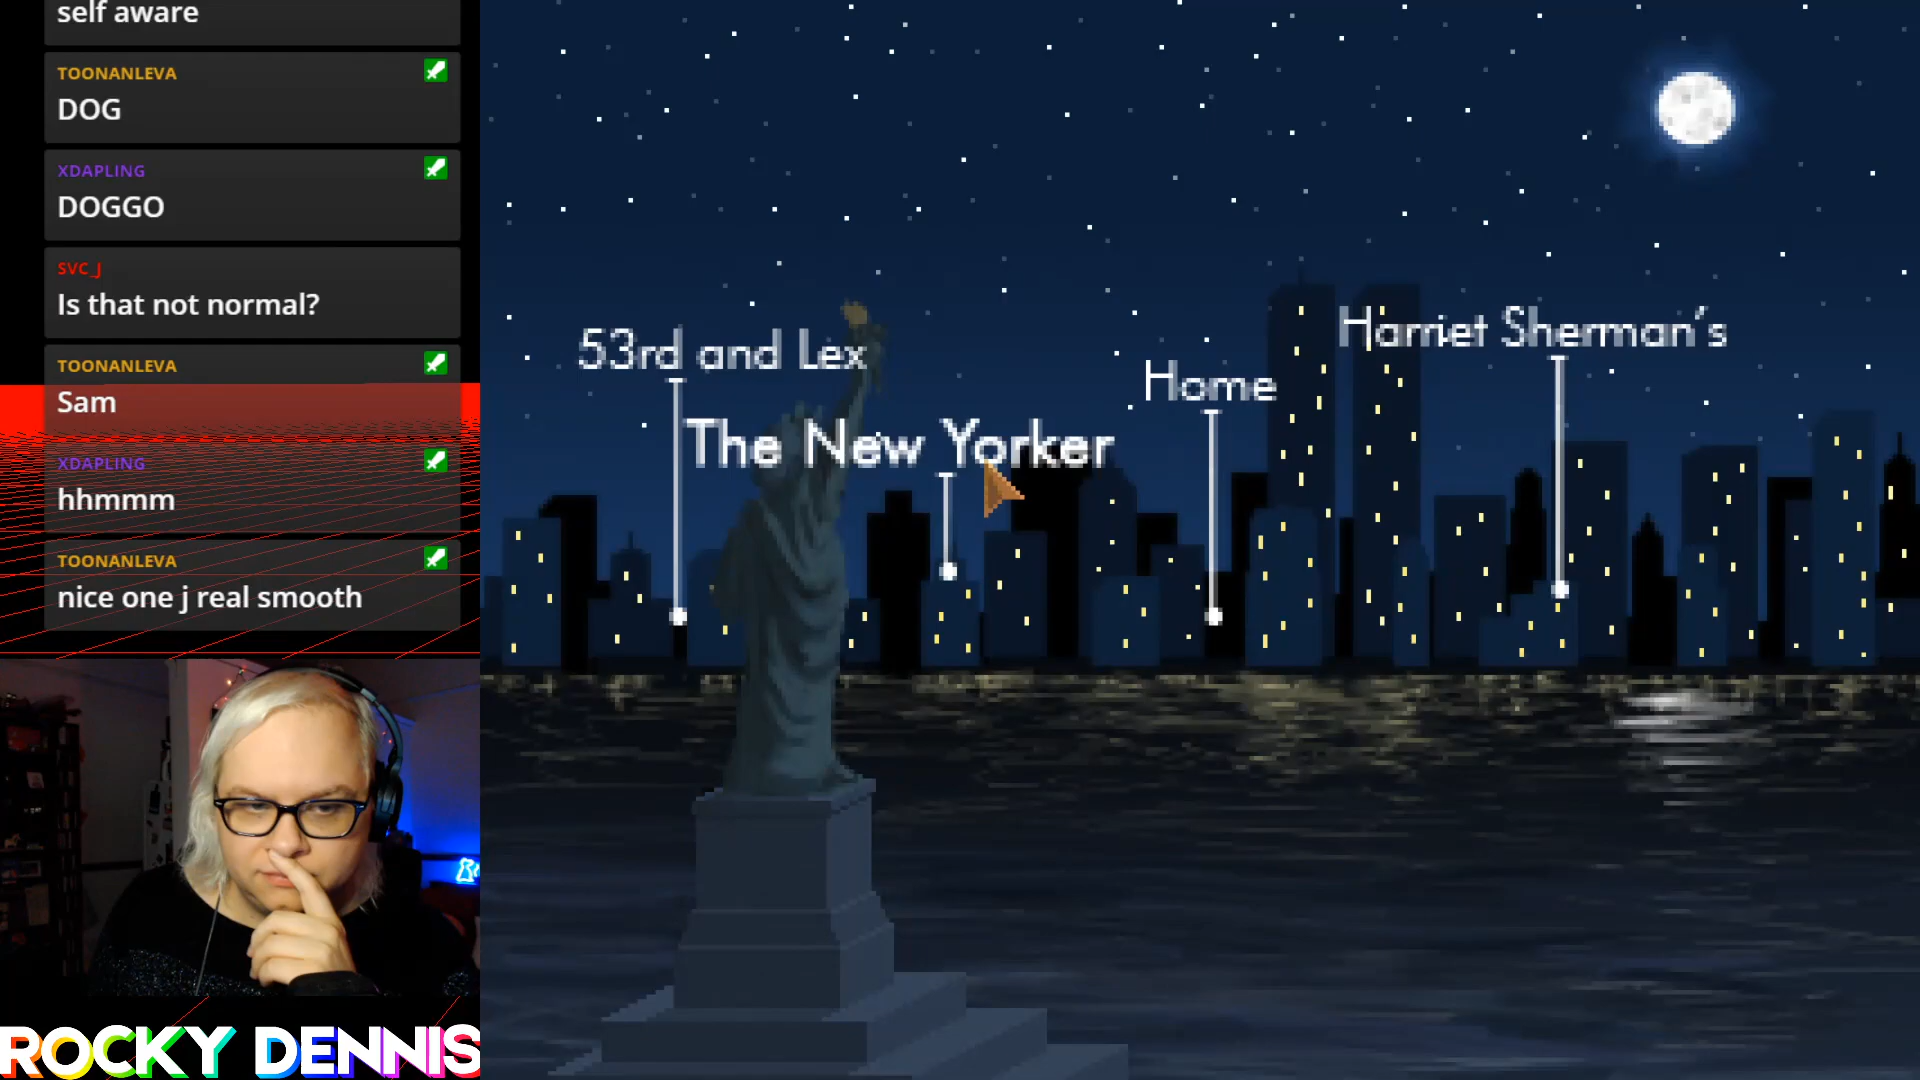 self aware
TOONANLEVA
DOG
XDAPLING
DOGGO
SVC_J
Is that not normal?
TOONANLEVA
Sam
XDAPLING
hhmmm
TOONANLEVA
nice one j real smooth
53rd and Lex
The New Yorker
Home
Harriet Sherman's
ROCKY DENNIS